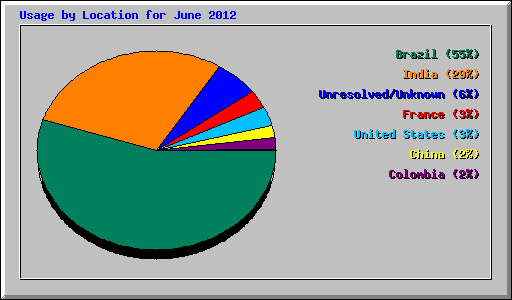 Usage by Location for June 2012
Brazil (55%)
India (29%)
Unresolved/Unknown (6%)
France (3%)
United States (3%)
China (2%)
Colombia (2%)